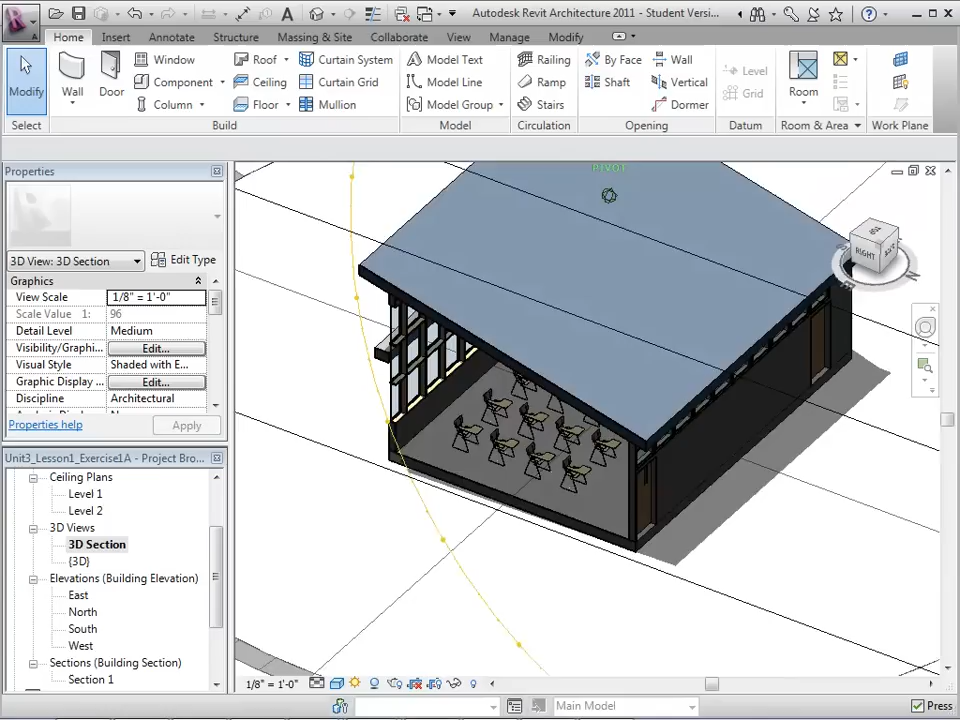 Autodesk Revit Architecture 2011 - Student Versi...
Home Insert Annotate Structure Massing & Site Collaborate View Manage Modify
Modify Wall Door Window Component Column Roof Ceiling Floor Curtain System Curtain Grid Mullion Model Text Model Line Model Group Railing Ramp Stairs By Face Shaft Wall Vertical Dormer Level Grid Room
Select Build Model Circulation Opening Datum Room & Area Work Plane
Properties
3D View: 3D Section Edit Type
Graphics
View Scale 1/8" = 1'-0"
Scale Value 1: 96
Detail Level Medium
Visibility/Graphi... Edit...
Visual Style Shaded with E...
Graphic Display ... Edit...
Discipline Architectural
Properties help Apply
Unit3_Lesson1_Exercise1A - Project Bro...
Ceiling Plans
Level 1
Level 2
3D Views
3D Section
{3D}
Elevations (Building Elevation)
East
North
South
West
Sections (Building Section)
Section 1
PIVOT
RIGHT
N
1/8" = 1'-0"
Main Model
Press